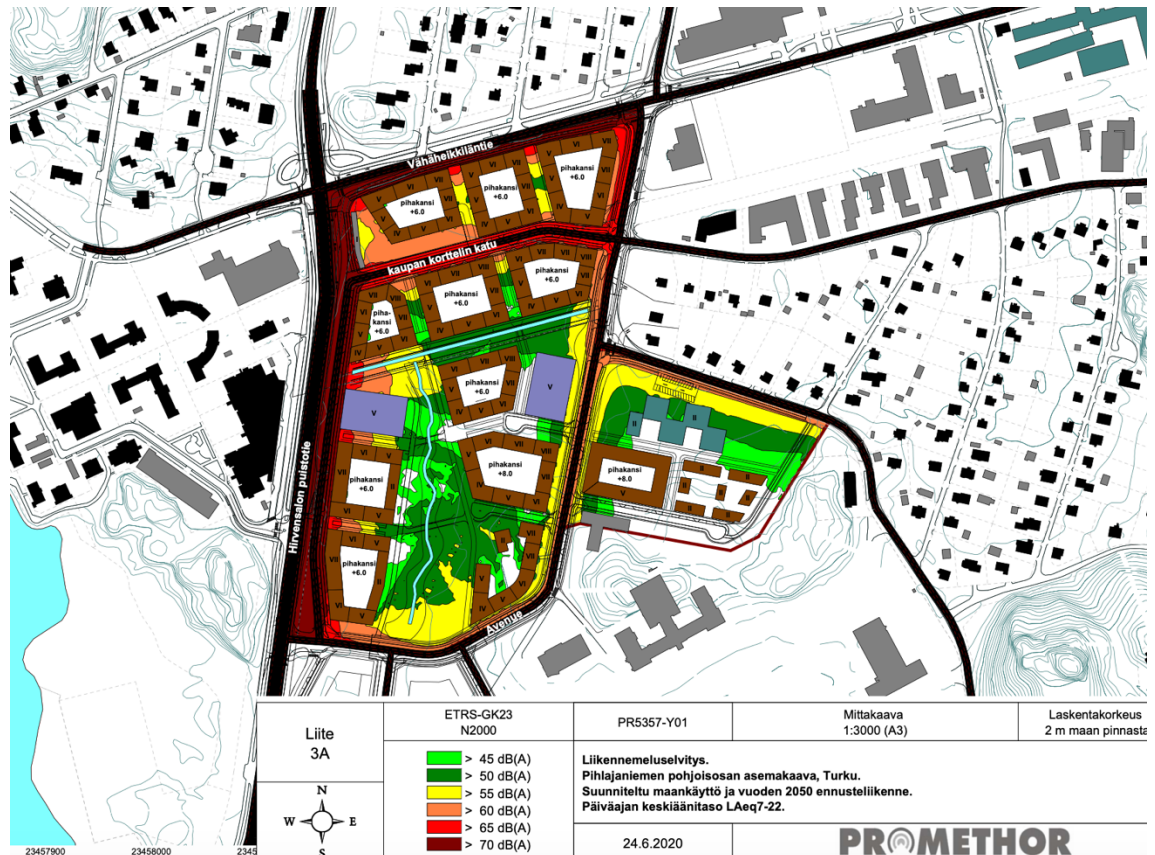 Vähäheikkiläntie
pihakansi
+6.0
pihakansi
+6.0
pihakansi
+6.0
kaupan korttelin katu
pihakansi
+6.0
pihakansi
+6.0
piha-
kansi
+6.0
pihakansi
+6.0
V
V
pihakansi
+8.0
pihakansi
+6.0
pihakansi
+8.0
pihakansi
+6.0
Hirvensalon puistotie
Avenue
Liite
3A
N
W E
S
ETRS-GK23
N2000
> 45 dB(A)
> 50 dB(A)
> 55 dB(A)
> 60 dB(A)
> 65 dB(A)
> 70 dB(A)
PR5357-Y01
Mittakaava
1:3000 (A3)
Laskentakorkeus
2 m maan pinnasta
Liikennemeluselvitys.
Pihlajaniemen pohjoisosan asemakaava, Turku.
Suunniteltu maankäyttö ja vuoden 2050 ennusteliikenne.
Päiväajan keskiäänitaso LAeq7-22.
24.6.2020
PROMETHOR
23457900 23458000